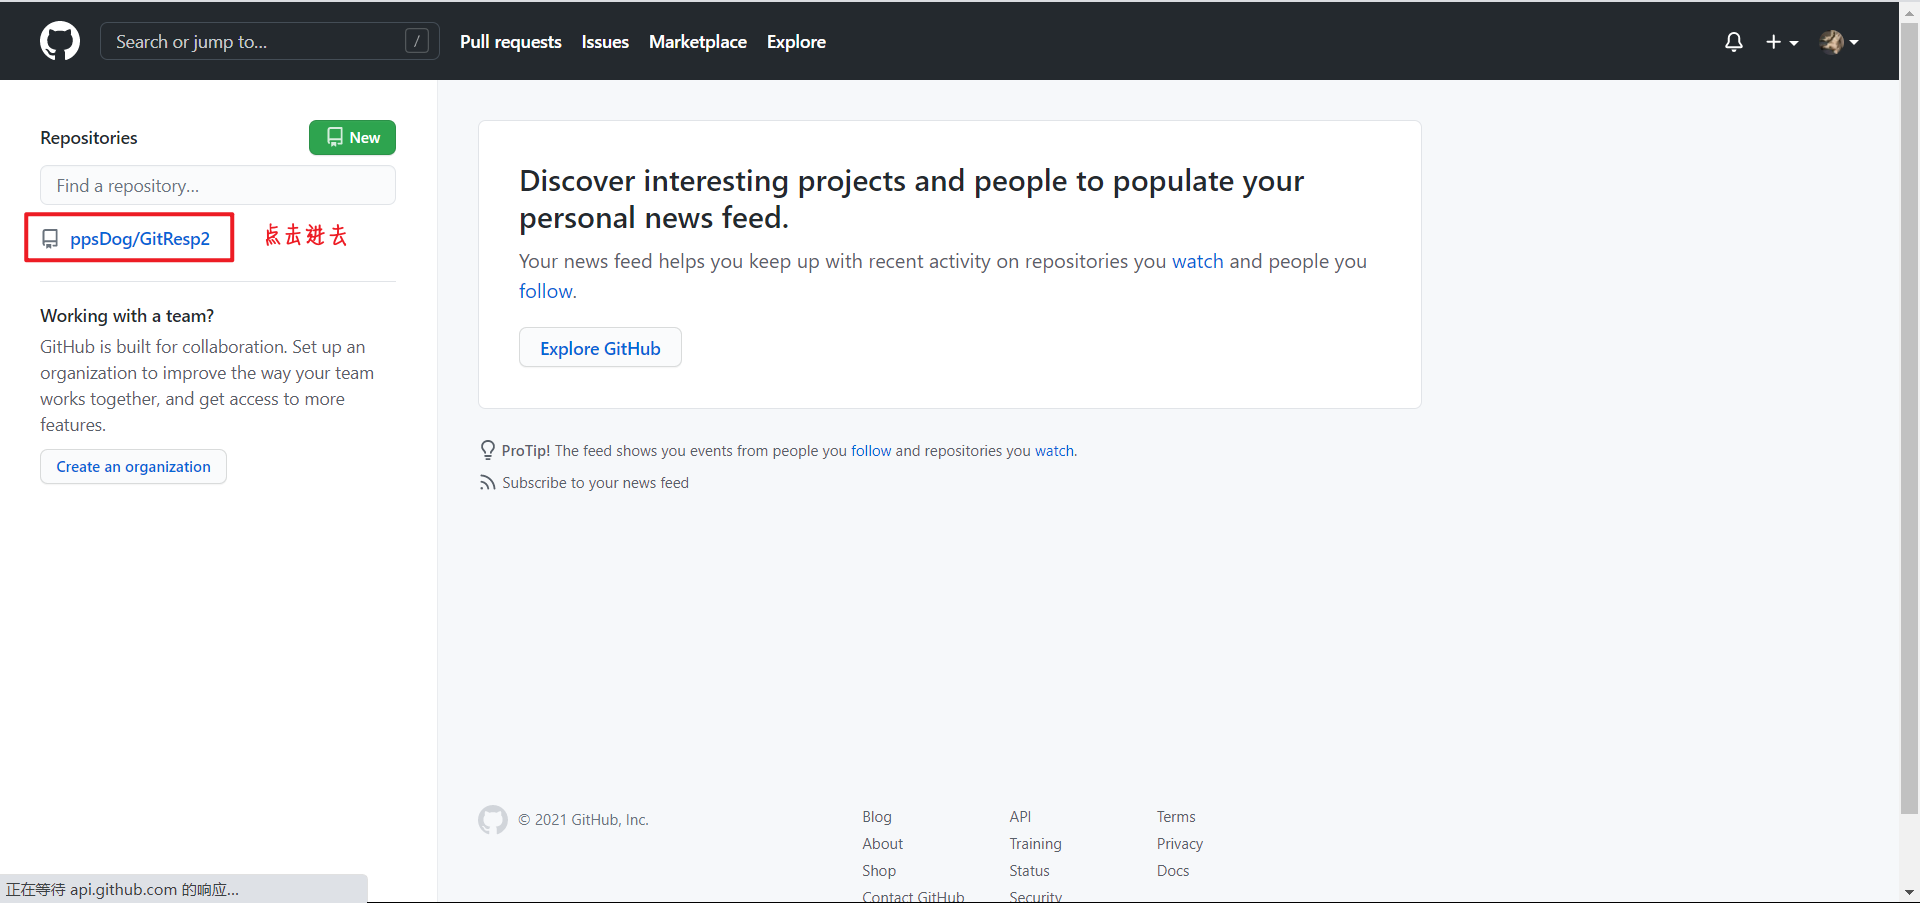 Search or jump to...
/
Pull requests
Issues
Marketplace
Explore
Repositories
New
Find a repository...
ppsDog/GitResp2
点击进去
Working with a team?
GitHub is built for collaboration. Set up an
organization to improve the way your team
works together, and get access to more
features.
Create an organization
Discover interesting projects and people to populate your
personal news feed.
Your news feed helps you keep up with recent activity on repositories you watch and people you
follow.
Explore GitHub
ProTip! The feed shows you events from people you follow and repositories you watch.
Subscribe to your news feed
© 2021 GitHub, Inc.
Blog
About
Shop
Contact GitHub
API
Training
Status
Security
Terms
Privacy
Docs
正在等待 api.github.com 的响应...